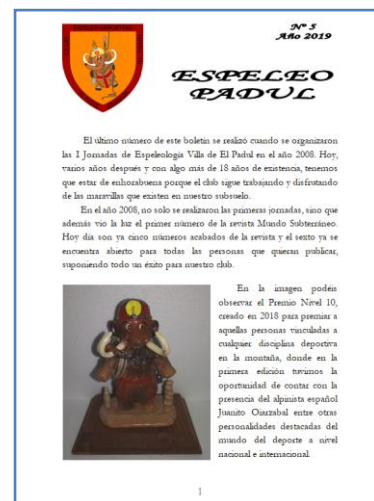 Nº 5
Año 2019
ESPELEO
PADUL
El último número de este boletín se realizó cuando se organizaron
las I Jornadas de Espeleología Villa de El Padul en el año 2008. Hoy,
varios años después y con algo más de 18 años de existencia, tenemos
que estar de enhorabuena porque el club sigue trabajando y disfrutando
de las maravillas que existen en nuestro subsuelo.
En el año 2008, no solo se realizaron las primeras jornadas, sino que
además vio la luz el primer número de la revista Mundo Subterráneo.
Hoy día son ya cinco números acabados de la revista y el sexto ya se
encuentra abierto para todas las personas que quieran publicar,
suponiendo todo un éxito para nuestro club.
En la imagen podéis
observar el Premio Nivel 10,
creado en 2018 para premiar a
aquellas personas vinculadas a
cualquier disciplina deportiva
en la montaña, donde en la
primera edición tuvimos la
oportunidad de contar con la
presencia del alpinista español
Juanito Oiarzabal entre otras
personalidades destacadas del
mundo del deporte a nivel
nacional e internacional.
1